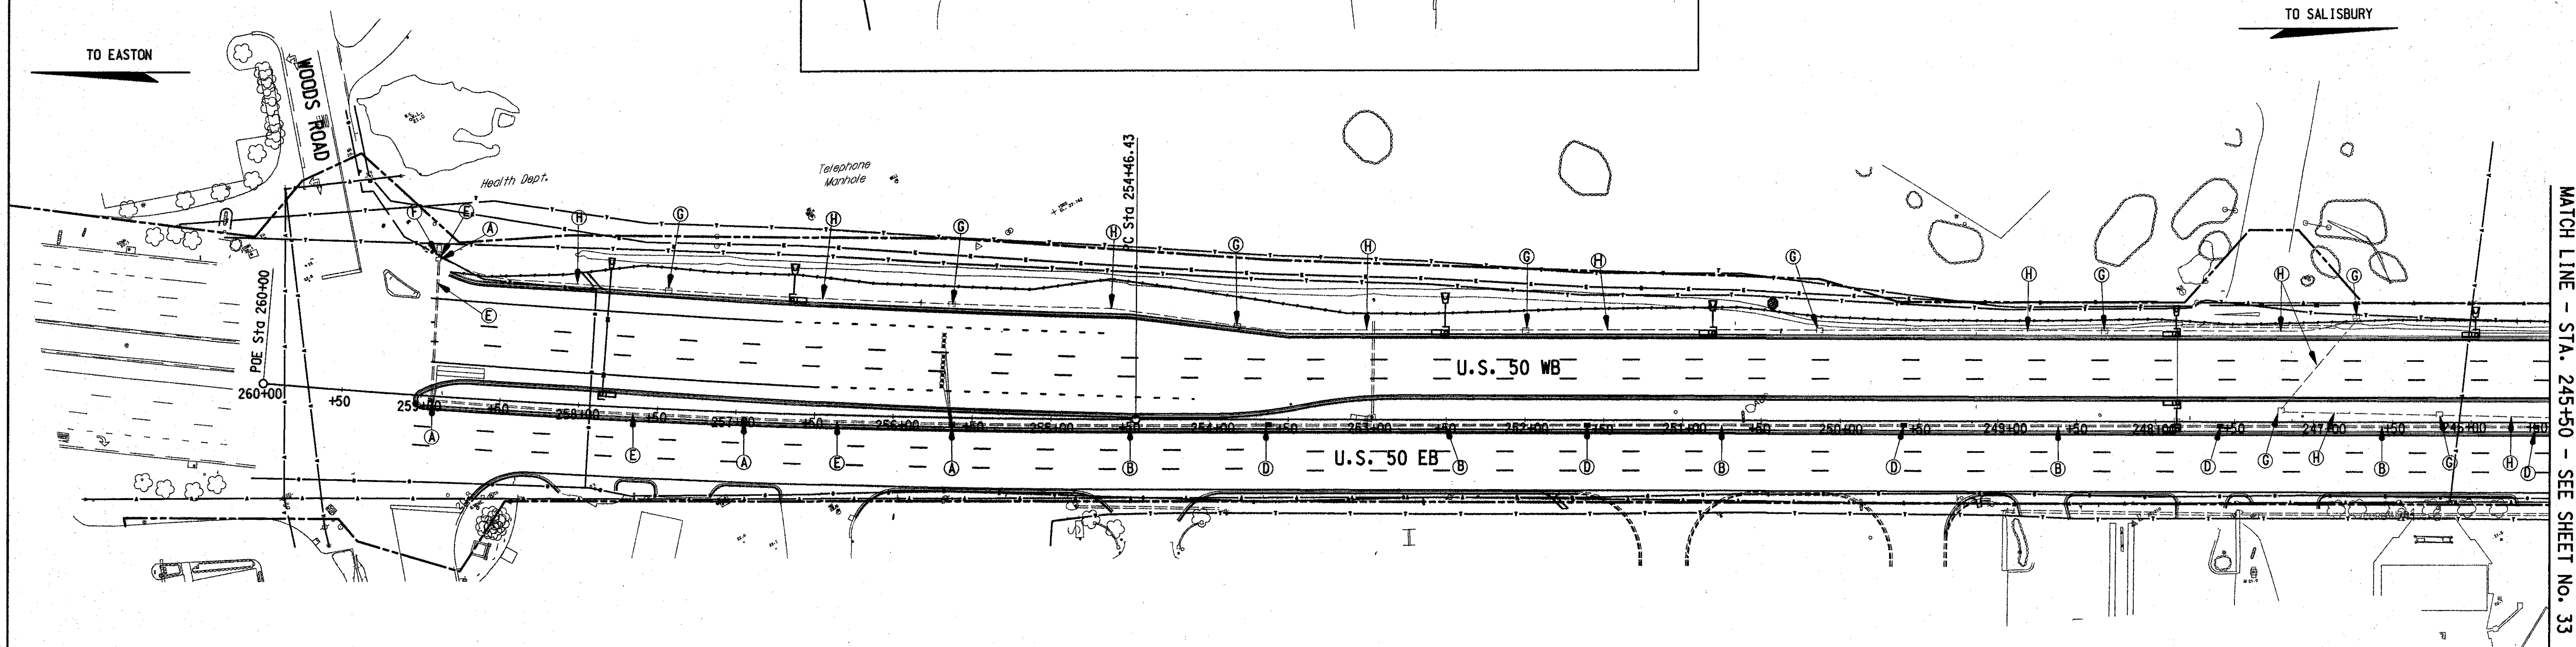 TO EASTON
TO SALISBURY
WOODS ROAD
Health Dept.
Telephone
Manhole
PC Sta 254+46.43
POE Sta 260+00
F
E
A
H
G
H
G
H
G
H
G
H
G
H
G
H
G
E
U.S. 50 WB
260+00
+50
259+00
+50
258+00
+50
257+00
+50
256+00
+50
255+00
+50
254+00
+50
253+00
+50
252+00
+50
251+00
+50
250+00
+50
249+00
+50
248+00
+50
247+00
+50
246+00
+50
A
E
A
E
A
B
D
B
D
B
D
B
D
G
H
B
G
H
D
U.S. 50 EB
MATCH LINE - STA. 245+50 - SEE SHEET No. 33